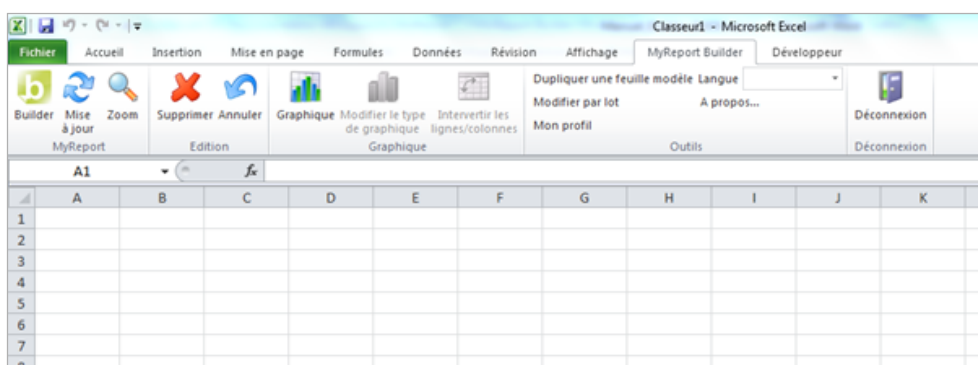 Classeur1 - Microsoft Excel
Fichier Accueil Insertion Mise en page Formules Données Révision Affichage MyReport Builder Développeur
Builder Mise à jour Zoom Supprimer Annuler Graphique Modifier le type de graphique Intervertir les lignes/colonnes Dupliquer une feuille modèle Langue
Modifier par lot A propos...
Mon profil
Déconnexion
MyReport Edition Graphique Outils Déconnexion
A1 fx
A B C D E F G H I J K
1
2
3
4
5
6
7